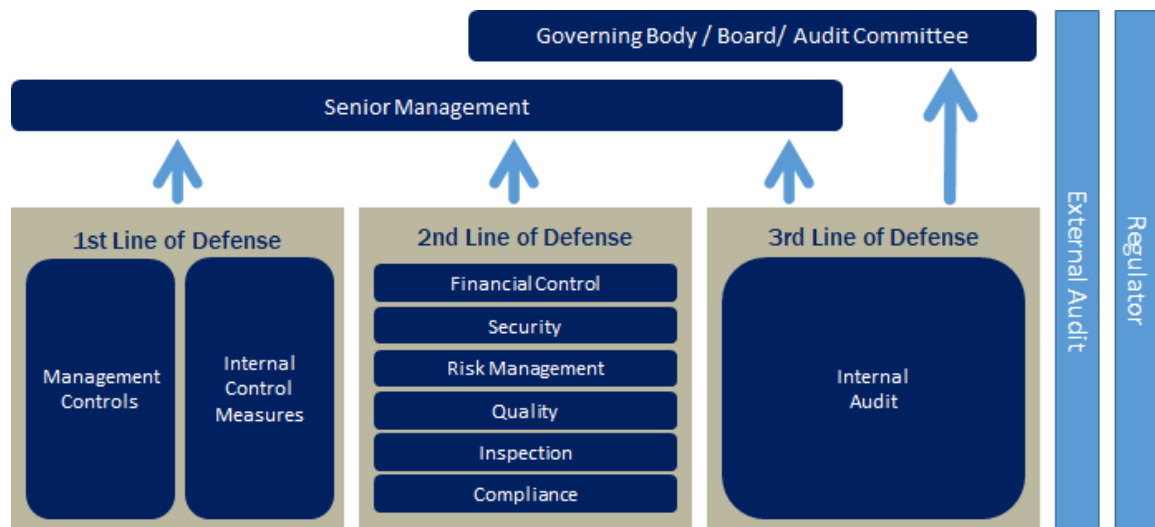 Governing Body / Board/ Audit Committee
Senior Management
1st Line of Defense
Management
Controls
Internal
Control
Measures
2nd Line of Defense
Financial Control
Security
Risk Management
Quality
Inspection
Compliance
3rd Line of Defense
Internal
Audit
External Audit
Regulator